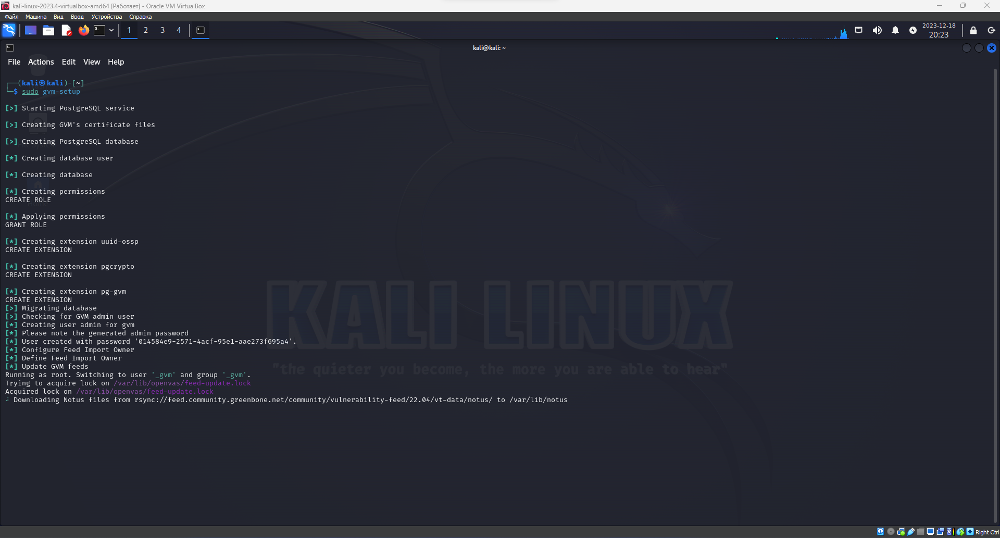 kali-linux-2023.4-virtualbox-amd64 [Работает] - Oracle VM VirtualBox
Файл Машина Вид Ввод Устройства Справка
1 2 3 4
2023-12-18
20:23
kali@kali: ~
File Actions Edit View Help
┌──(kali㉿kali)-[~]
└─$ sudo gvm-setup
[>] Starting PostgreSQL service
[>] Creating GVM's certificate files
[>] Creating PostgreSQL database
[*] Creating database user
[*] Creating database
[*] Creating permissions
CREATE ROLE
[*] Applying permissions
GRANT ROLE
[*] Creating extension uuid-ossp
CREATE EXTENSION
[*] Creating extension pgcrypto
CREATE EXTENSION
[*] Creating extension pg-gvm
CREATE EXTENSION
[>] Migrating database
[>] Checking for GVM admin user
[*] Creating user admin for gvm
[*] Please note the generated admin password
[*] User created with password '014584e9-2571-4acf-95e1-aae273f695a4'.
[*] Configure Feed Import Owner
[*] Define Feed Import Owner
[*] Update GVM feeds
Running as root. Switching to user '_gvm' and group '_gvm'.
Trying to acquire lock on /var/lib/openvas/feed-update.lock
Acquired lock on /var/lib/openvas/feed-update.lock
Downloading Notus files from rsync://feed.community.greenbone.net/community/vulnerability-feed/22.04/vt-data/notus/ to /var/lib/notus
KALI LINUX
"the quieter you become, the more you are able to hear"
Right Ctrl